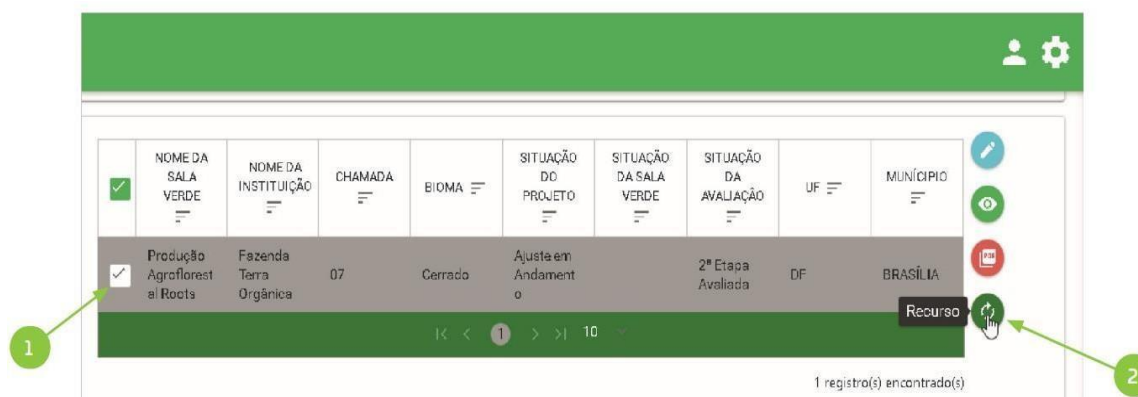 NOME DA
SALA
VERDE
NOME DA
INSTITUIÇÃO
CHAMADA
BIOMA
SITUAÇÃO
DO
PROJETO
SITUAÇÃO
DA SALA
VERDE
SITUAÇÃO
DA
AVALIAÇÃO
UF
MUNÍCIPIO
Produção
Agroflorest
al Roots
Fazenda
Terra
Orgânica
07
Cerrado
Ajuste em
Andament
o
2ª Etapa
Avaliada
DF
BRASÍLIA
PDF
Recurso
1 10
1 registro(s) encontrado(s)
1
2